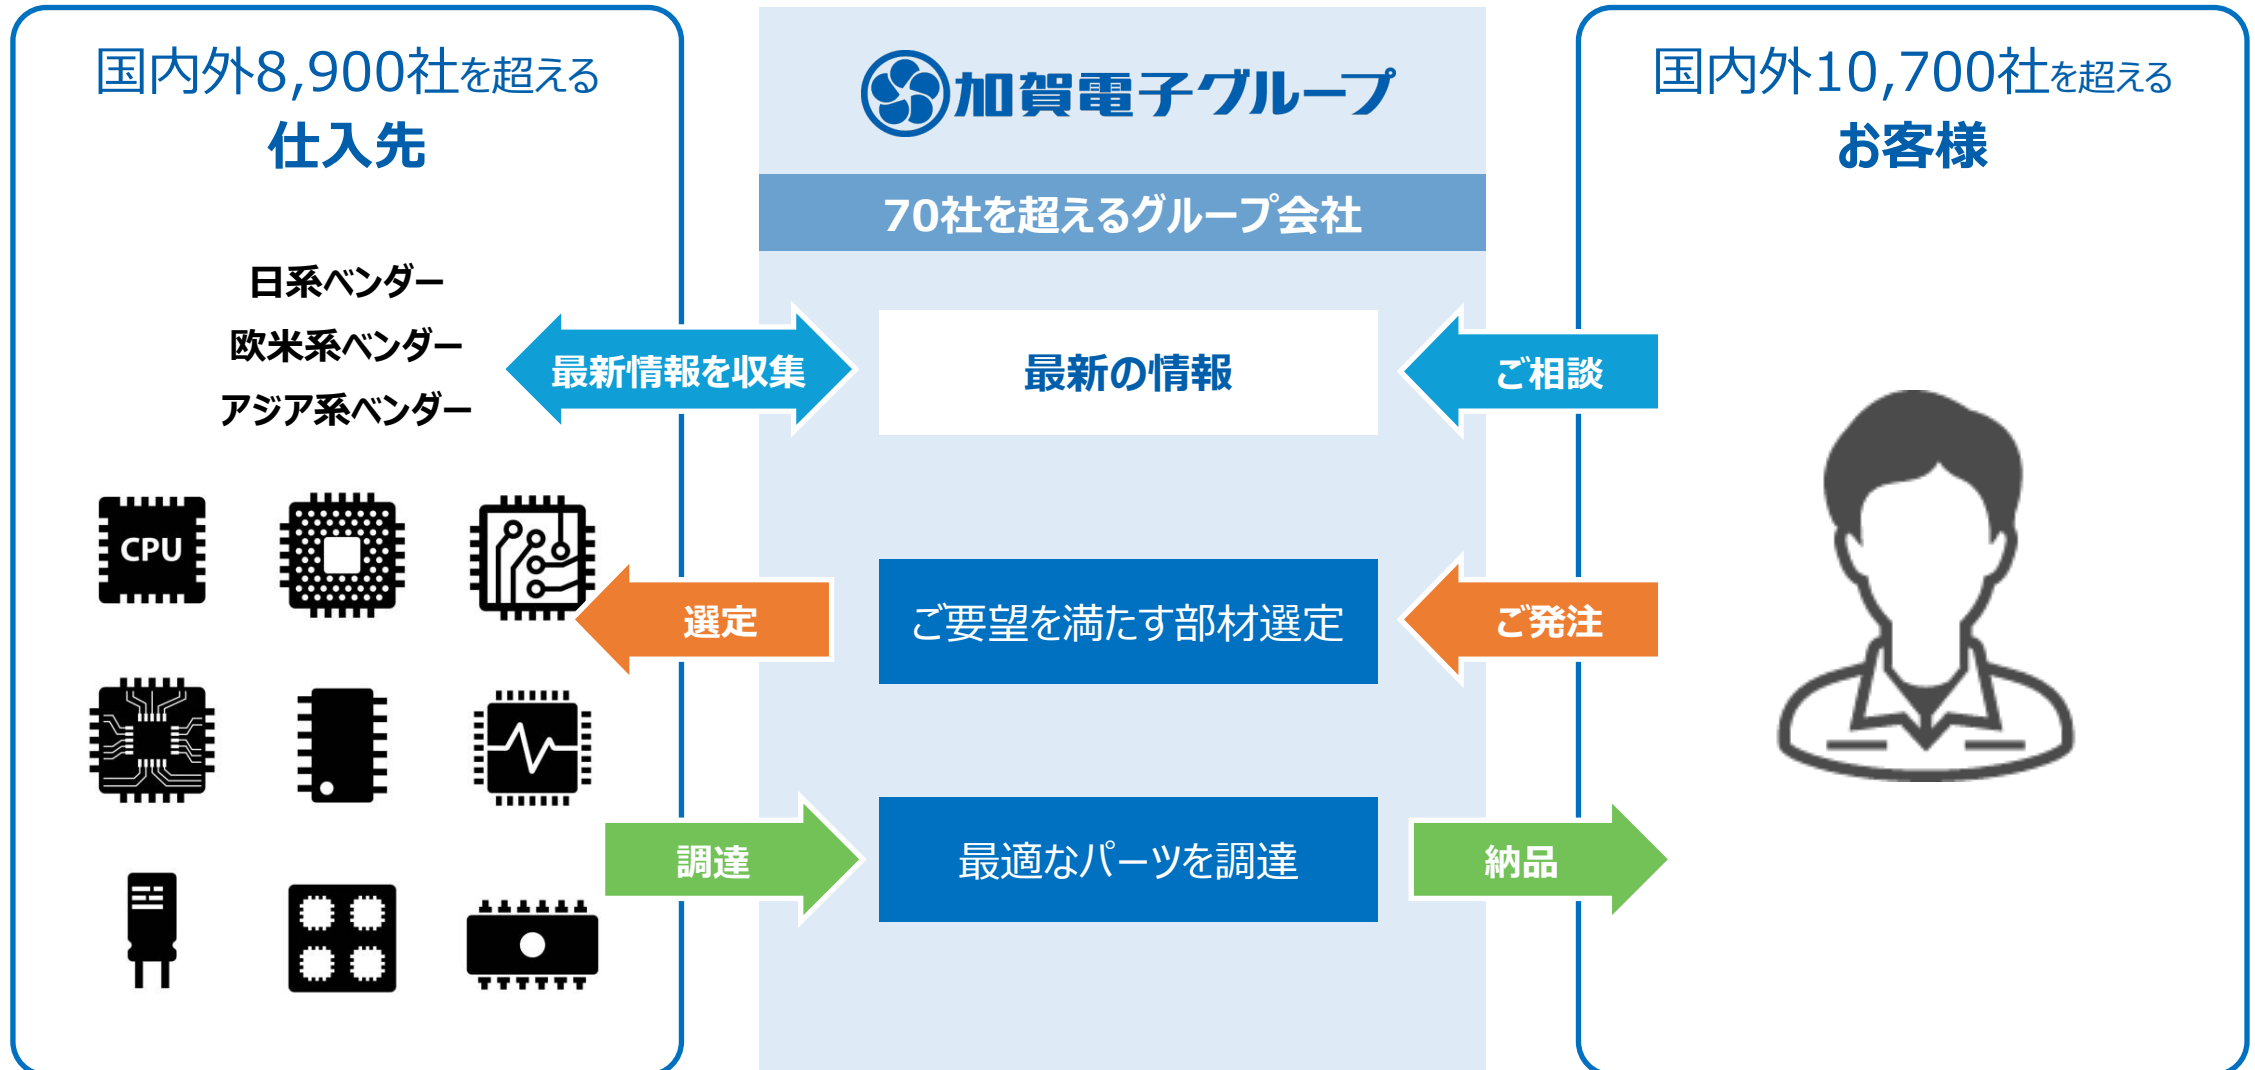 国内外8,900社を超える
仕入先
日系ベンダー
欧米系ベンダー
アジア系ベンダー
CPU
最新情報を収集
選定
調達
加賀電子グループ
70社を超えるグループ会社
最新の情報
ご要望を満たす部材選定
最適なパーツを調達
ご相談
ご発注
納品
国内外10,700社を超える
お客様